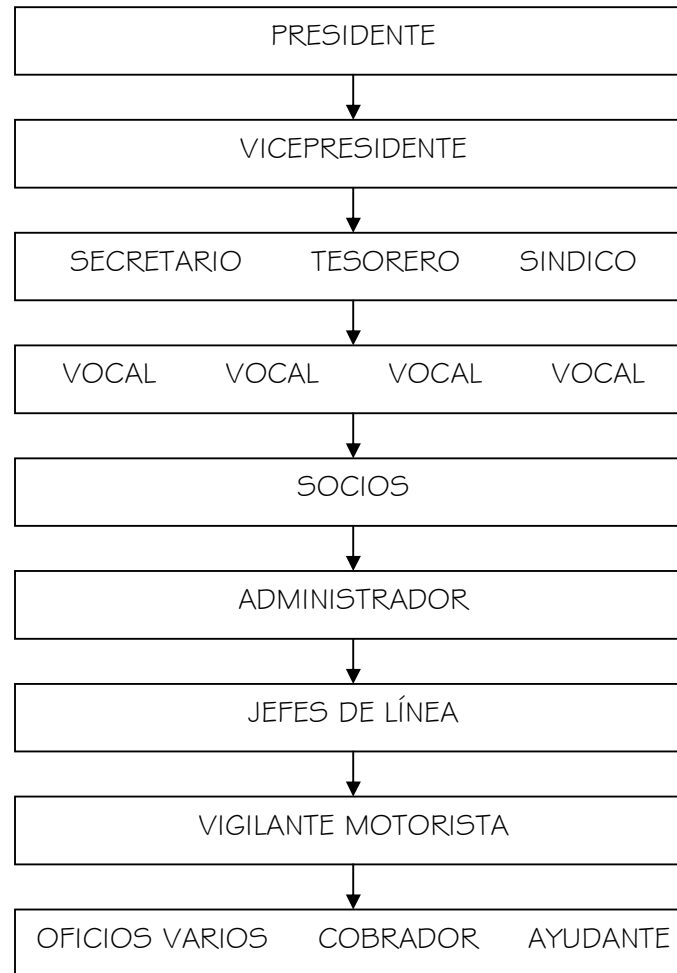 PRESIDENTE
VICEPRESIDENTE
SECRETARIO TESORERO SINDICO
VOCAL VOCAL VOCAL VOCAL
SOCIOS
ADMINISTRADOR
JEFES DE LÍNEA
VIGILANTE MOTORISTA
OFICIOS VARIOS COBRADOR AYUDANTE